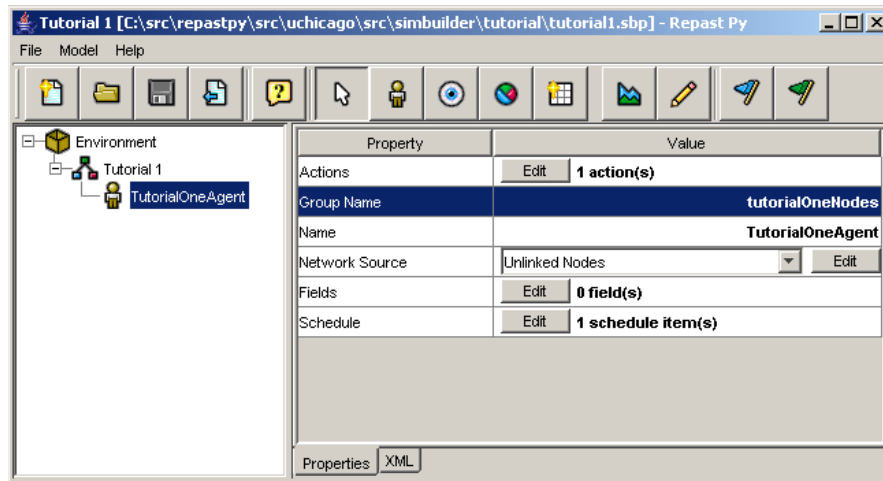 Tutorial 1 [C:\src\repastpy\src\uchicago\src\simbuilder\tutorial\tutorial1.sbp] - Repast Py
File Model Help
?
Environment
Tutorial 1
TutorialOneAgent
Property Value
Actions Edit 1 action(s)
Group Name tutorialOneNodes
Name TutorialOneAgent
Network Source Unlinked Nodes Edit
Fields Edit 0 field(s)
Schedule Edit 1 schedule item(s)
Properties XML